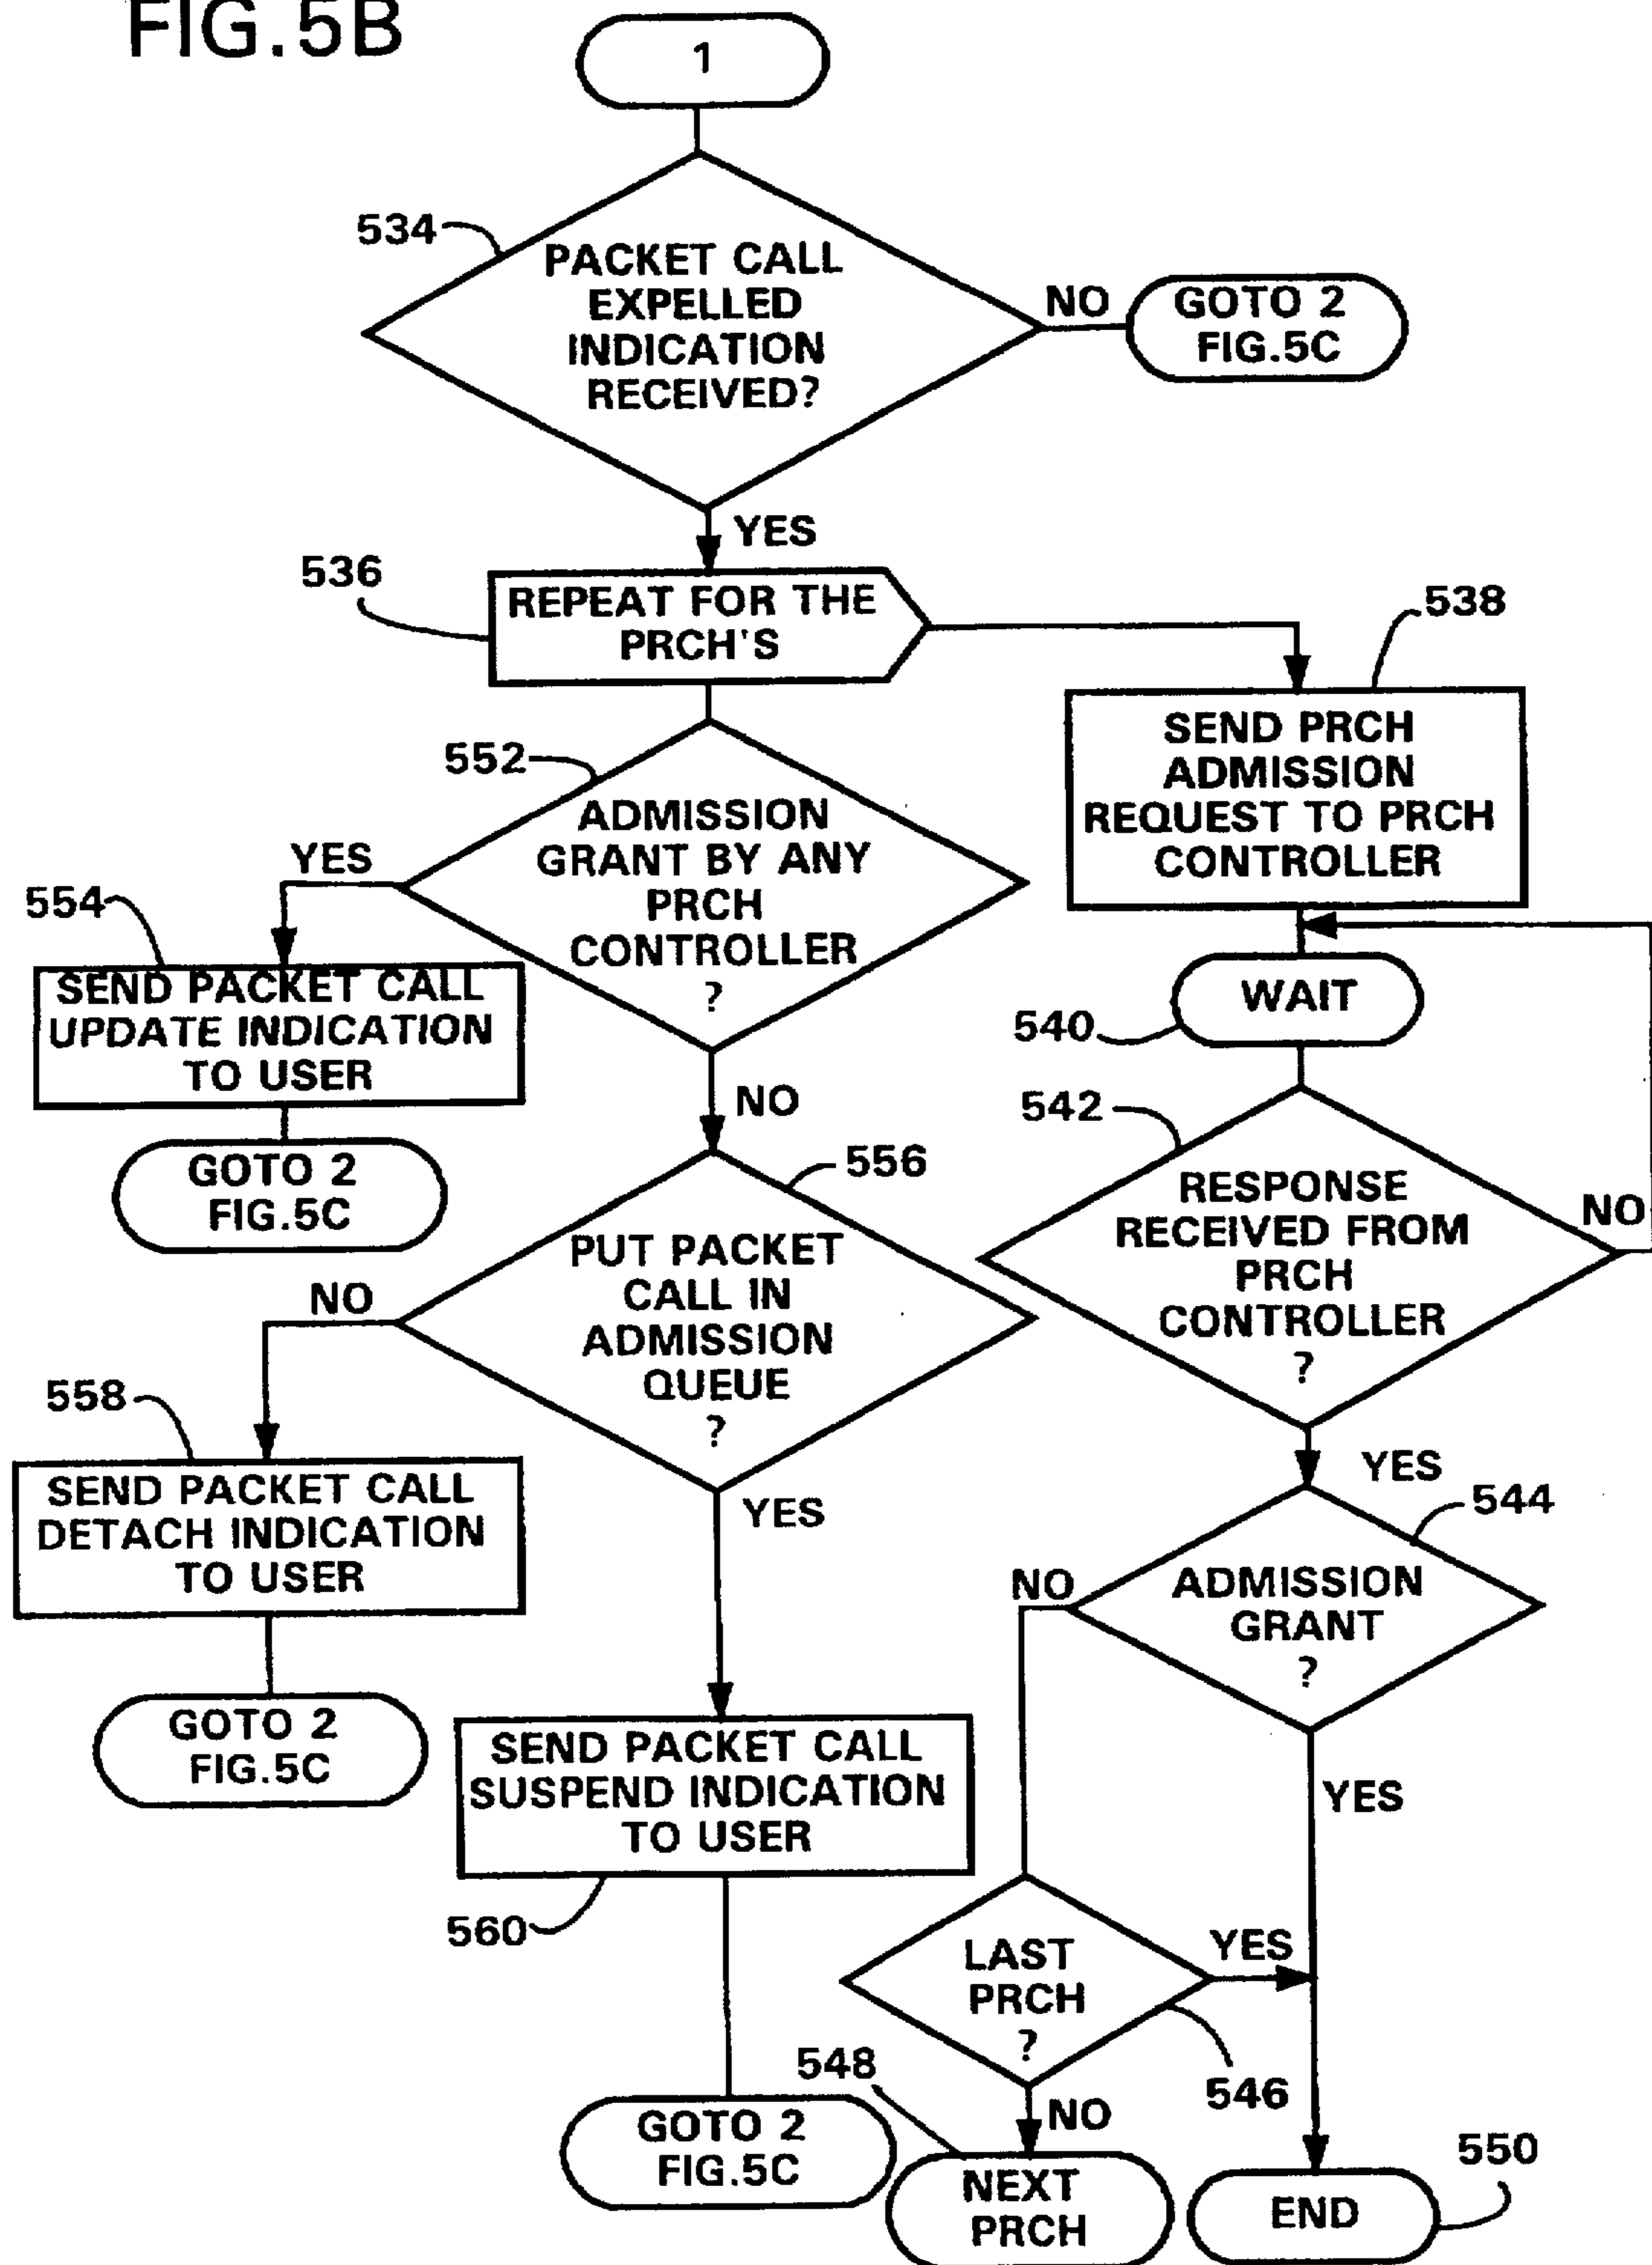 FIG.5B
1
534
PACKET CALL
EXPELLED
INDICATION
RECEIVED?
NO
GOTO 2
FIG.5C
YES
536
REPEAT FOR THE
PRCH'S
538
SEND PRCH
ADMISSION
REQUEST TO PRCH
CONTROLLER
552
ADMISSION
GRANT BY ANY
PRCH
CONTROLLER
?
YES
554
SEND PACKET CALL
UPDATE INDICATION
TO USER
GOTO 2
FIG.5C
NO
WAIT
540
542
RESPONSE
RECEIVED FROM
PRCH
CONTROLLER
?
NO
YES
556
PUT PACKET
CALL IN
ADMISSION
QUEUE
?
NO
558
SEND PACKET CALL
DETACH INDICATION
TO USER
GOTO 2
FIG.5C
YES
SEND PACKET CALL
SUSPEND INDICATION
TO USER
560
GOTO 2
FIG.5C
544
ADMISSION
GRANT
?
NO
YES
LAST
PRCH
?
YES
546
548
NO
NEXT
PRCH
END
550